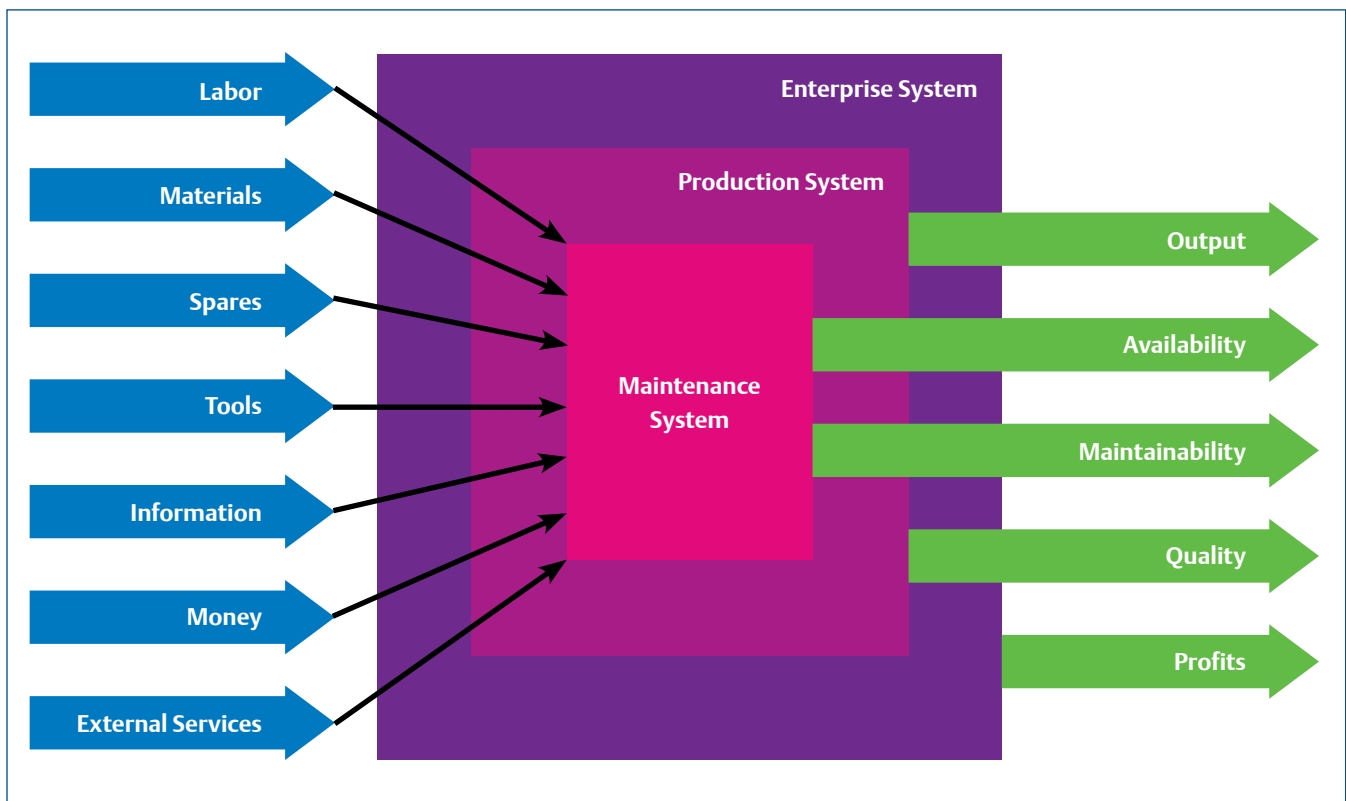 Labor
Materials
Spares
Tools
Information
Money
External Services
Enterprise System
Production System
Maintenance
System
Output
Availability
Maintainability
Quality
Profits